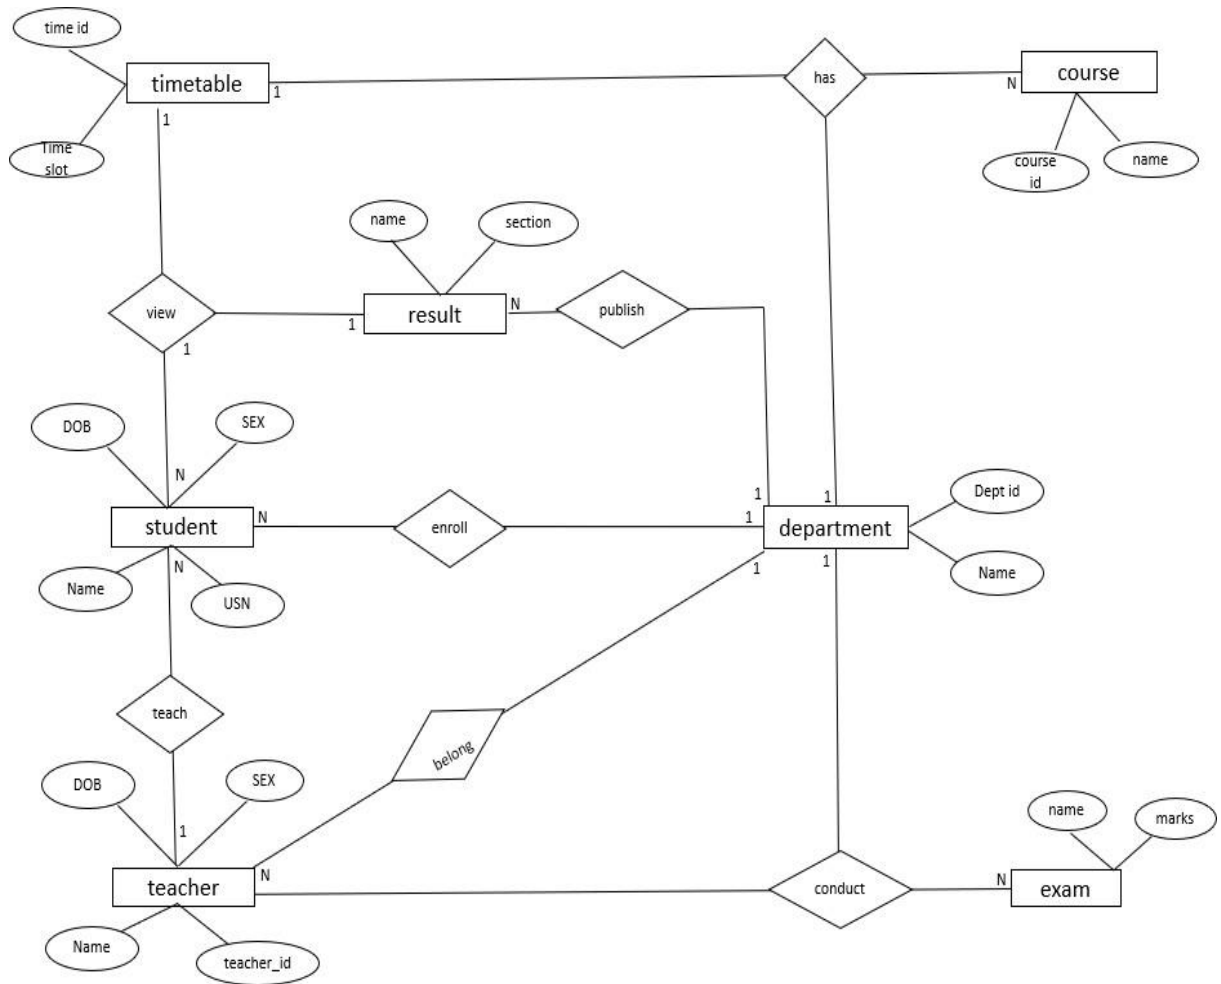 time id
timetable
1
has
N
course
1
Time
slot
course
id
name
name
section
view
1
result
N
publish
1
DOB
SEX
N
1
1
Dept id
student
N
enroll
1
department
Name
N
USN
1
1
Name
teach
belong
DOB
SEX
1
name
marks
teacher
N
conduct
N
exam
Name
teacher_id